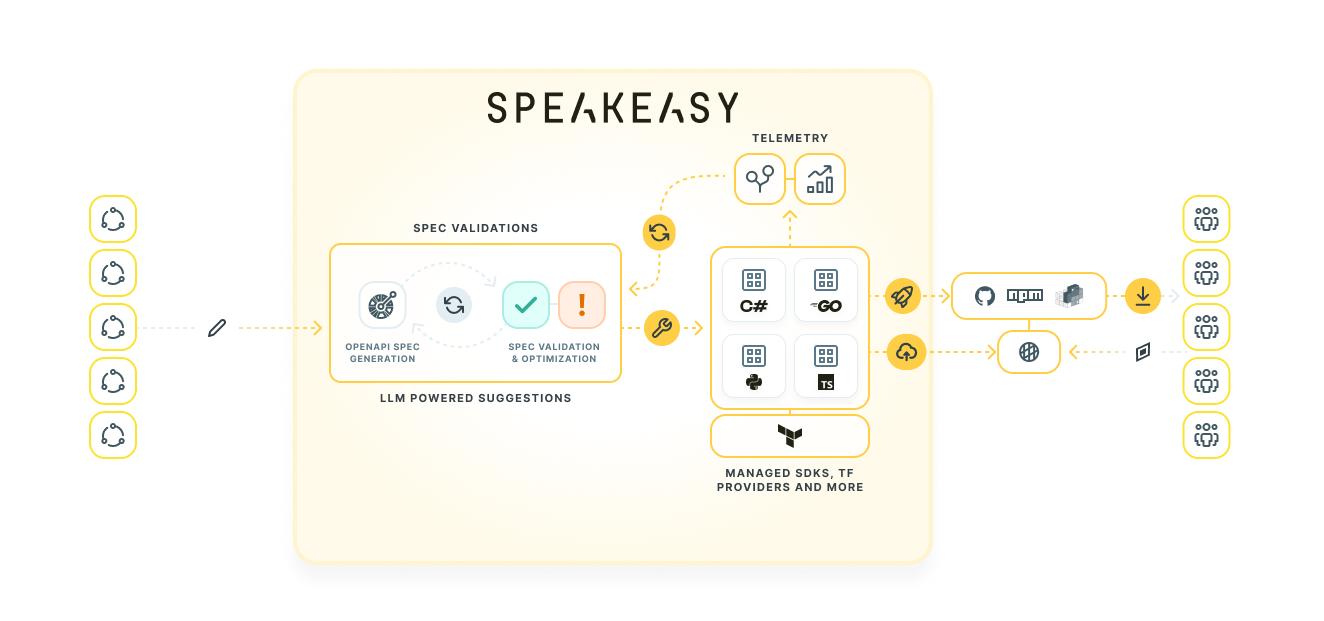 SPEAKEASY
TELEMETRY
SPEC VALIDATIONS
OPENAPI SPEC
GENERATION
SPEC VALIDATION
& OPTIMIZATION
LLM POWERED SUGGESTIONS
C#
GO
TS
npm
MANAGED SDKS, TF
PROVIDERS AND MORE